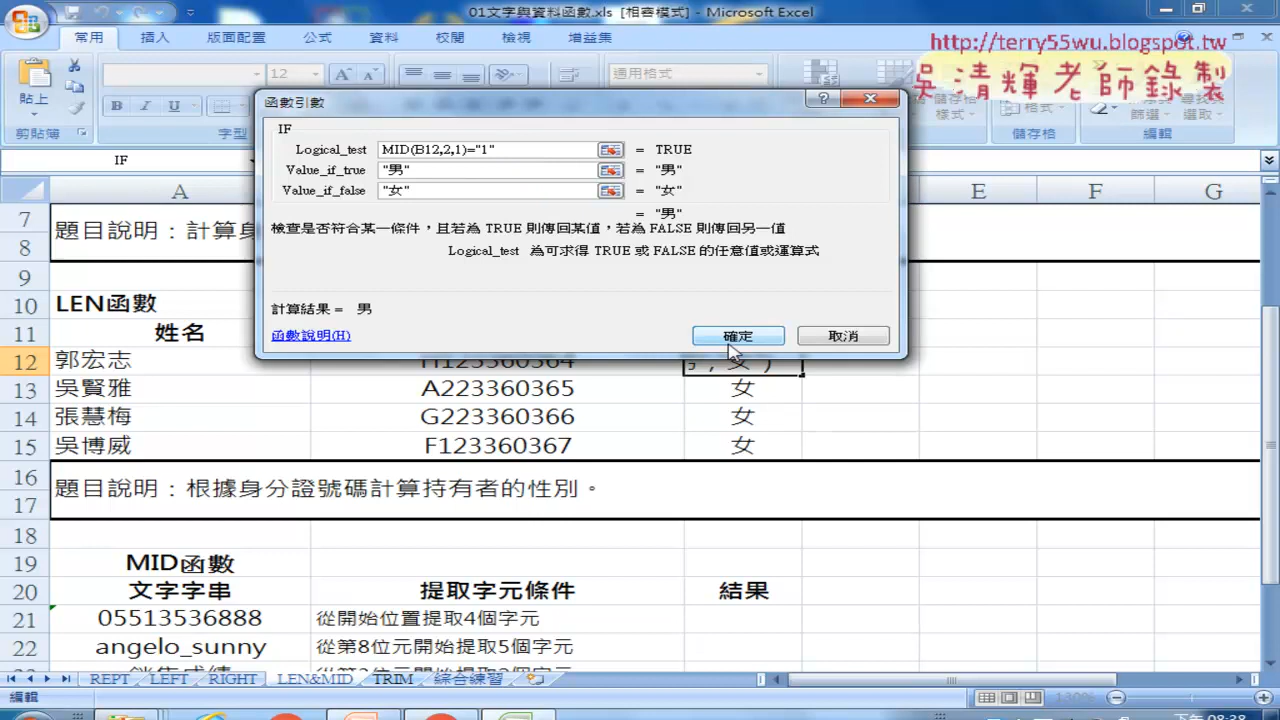 01文字與資料函數.xls [相容模式] - Microsoft Excel
常用 插入 版面配置 公式 資料 校閱 檢視 增益集
http://terry55wu.blogspot.tw
吳清輝老師錄製
貼上
12
通用格式
B I U
剪貼簿 字型 儲存格 編輯
IF
A E F G
函數引數
IF
Logical_test MID(B12,2,1)="1" = TRUE
Value_if_true "男" = "男"
Value_if_false "女" = "女"
= "男"
檢查是否符合某一條件，且若為 TRUE 則傳回某值，若為 FALSE 則傳回另一值
Logical_test 為可求得 TRUE 或 FALSE 的任意值或運算式
計算結果 = 男
函數說明(H)
確定 取消
7
8 題目說明：計算身
9
10 LEN函數
11 姓名
12 郭宏志 H123360364
13 吳賢雅 A223360365 女
14 張慧梅 G223360366 女
15 吳博威 F123360367 女
16
17 題目說明：根據身分證號碼計算持有者的性別。
18
19 MID函數
20 文字字串 提取字元條件 結果
21 05513536888 從開始位置提取4個字元
22 angelo_sunny 從第8位元開始提取5個字元
REPT LEFT RIGHT LEN&MID TRIM 綜合練習
編輯 130%
下午 08:38